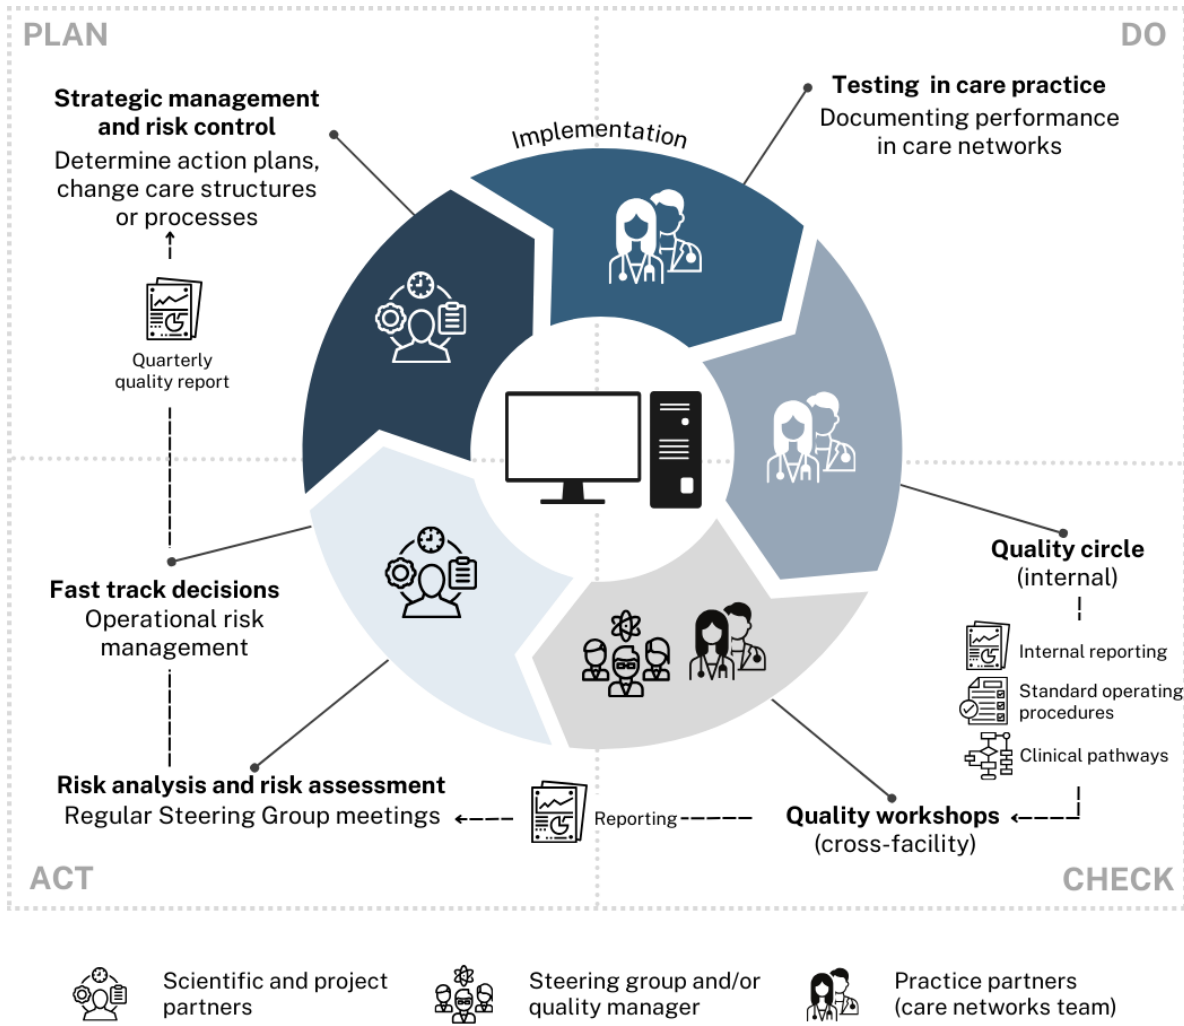 PLAN
DO
Strategic management
and risk control
Determine action plans,
change care structures
or processes
Implementation
Testing in care practice
Documenting performance
in care networks
Quarterly
quality report
Quality circle
(internal)
Internal reporting
Standard operating
procedures
Clinical pathways
Fast track decisions
Operational risk
management
Risk analysis and risk assessment
Regular Steering Group meetings
Reporting
Quality workshops
(cross-facility)
ACT
CHECK
Scientific and project
partners
Steering group and/or
quality manager
Practice partners
(care networks team)